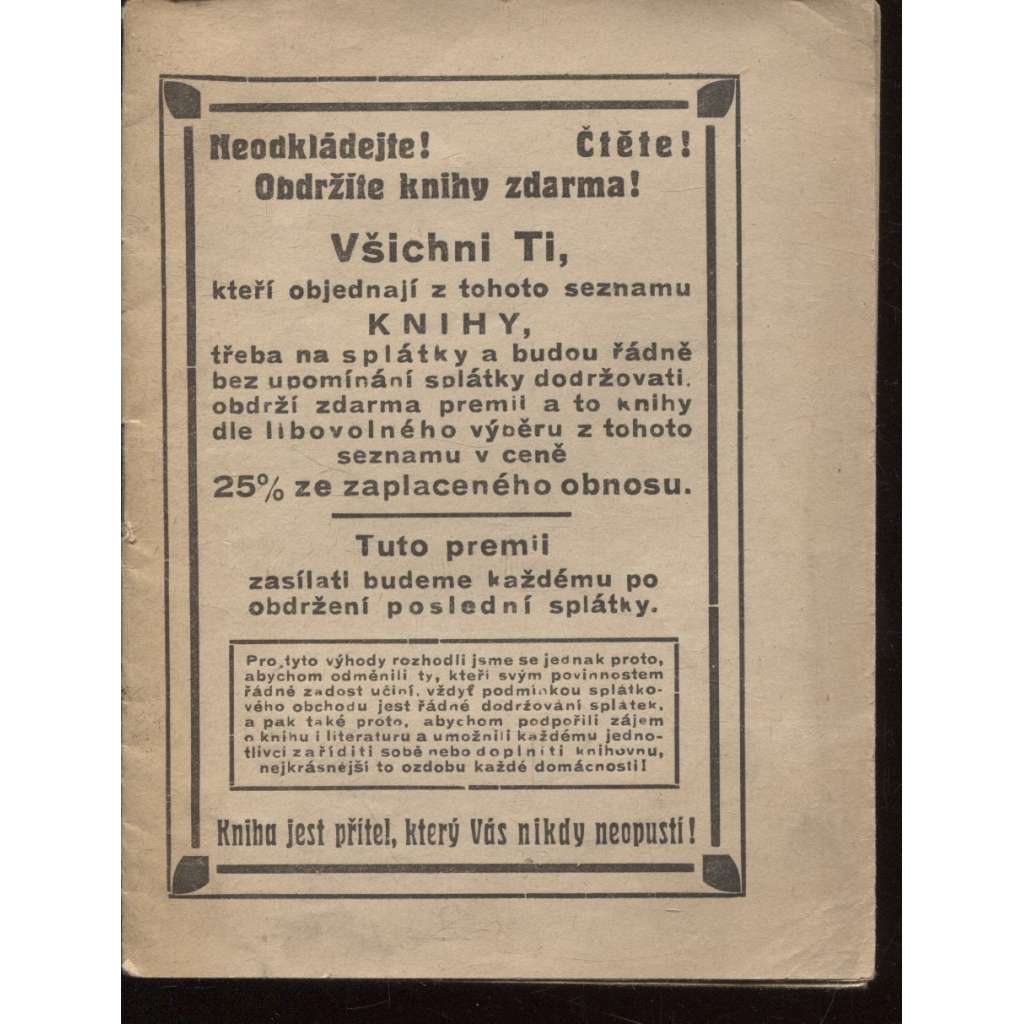 Neodkládejte! Čtěte!
Obdržíte knihy zdarma!
Všichni Ti,
kteří objednají z tohoto seznamu
KNIHY,
třeba na splátky a budou řádně
bez upomínání splátky dodržovati.
obdrží zdarma premii a to knihy
dle libovolného výběru z tohoto
seznamu v ceně
25% ze zaplaceného obnosu.
Tuto premii
zasílati budeme každému po
obdržení poslední splátky.
Pro tyto výhody rozhodli jsme se jednak proto,
abychom odměnili ty, kteří svým povinnostem
řádně zadost učiní, vždyť podmínkou splátko-
vého obchodu jest řádné dodržování splátek,
a pak také proto, abychom podpořili zájem
o knihu i literaturu a umožnili každému jedno-
tlivci zaříditi sobě nebo doplniti knihovnu,
nejkrásnější to ozdobu každé domácnosti!
Kniha jest přítel, který Vás nikdy neopustí!